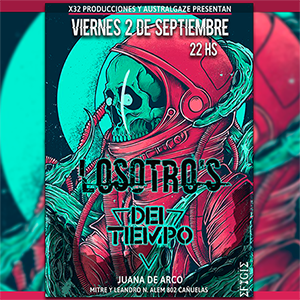 X32 PRODUCCIONES Y AUSTRALGAZE PRESENTAN
VIERNES 2 DE SEPTIEMBRE
22 HS
LOSOTRO'S
DEL TIEMPO
JUANA DE ARCO
MITRE Y LEANDRO N. ALEM 802 CAÑUELAS
EFIGIE